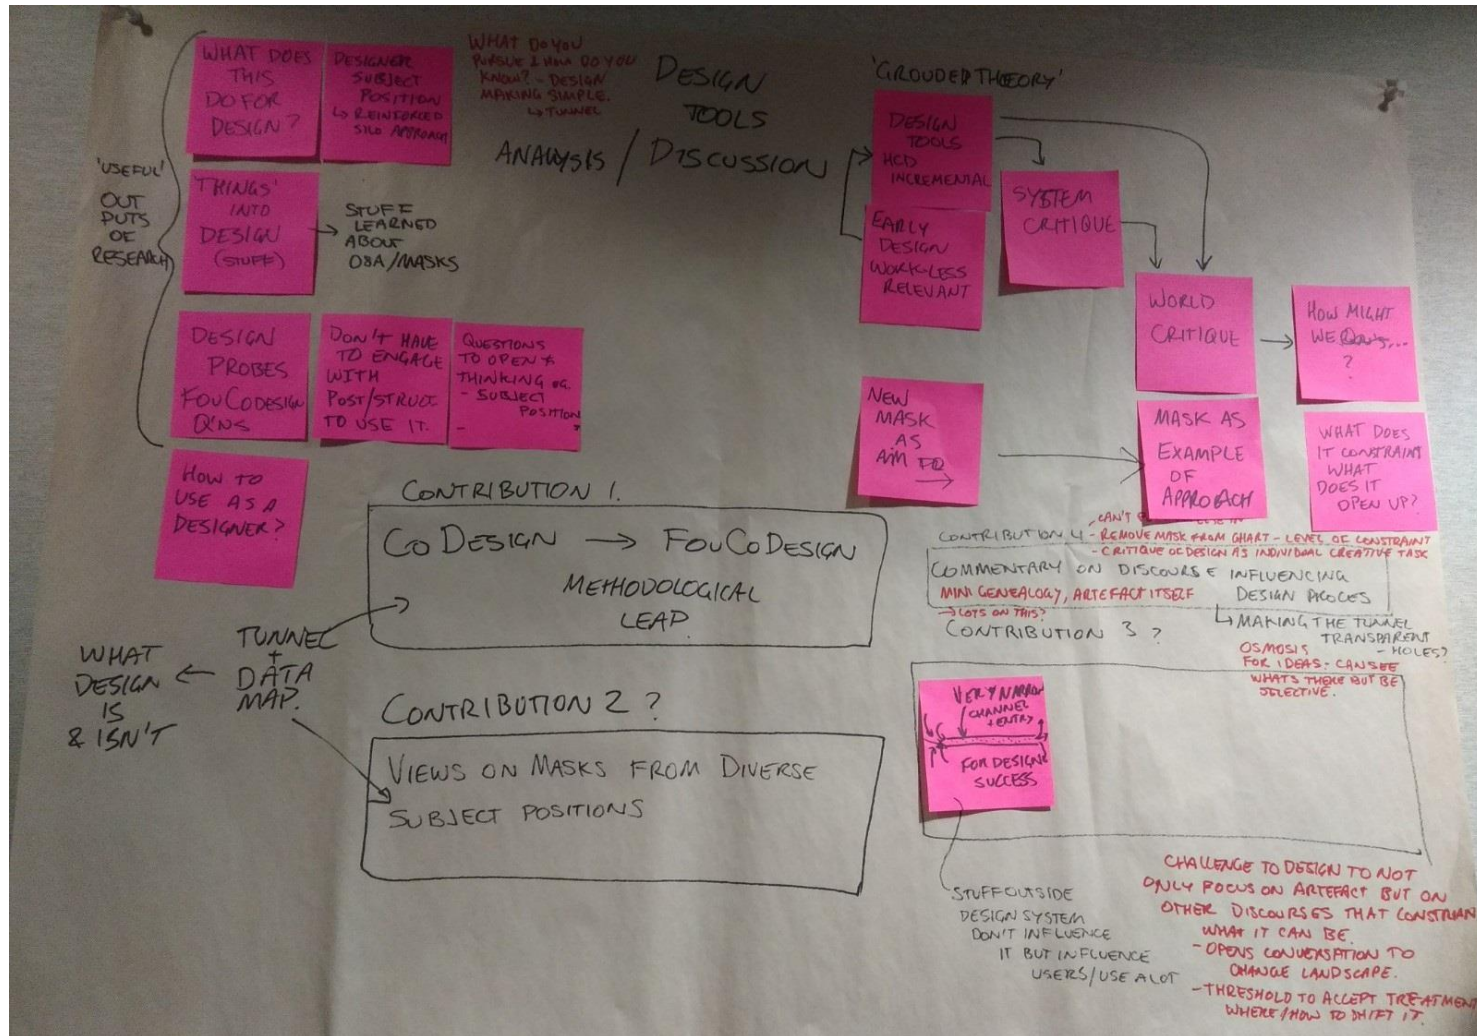 'USEFUL'
OUT
PUTS
OF
RESEARCH
WHAT DOES
THIS
DO FOR
DESIGN?
DESIGNER
SUBJECT
POSITION
↳ REINFORCED
SILO APPROACH
WHAT DO YOU
PURSUE & HOW DO YOU
KNOW? - DESIGN
MAKING SIMPLE.
↳ TUNNEL
DESIGN
TOOLS
ANALYSIS / DISCUSSION
'THINGS'
INTO
DESIGN
(STUFF)
→ STUFF
LEARNED
ABOUT
OSA/MASKS
DESIGN
PROBES
FOUCODESIGN
Q'NS
DON'T HAVE
TO ENGAGE
WITH
POST/STRUCT
TO USE IT.
QUESTIONS
TO OPEN
THINKING EG.
- SUBJECT
POSITION
-
HOW TO
USE AS A
DESIGNER?
'GROUDED THEORY'
DESIGN
TOOLS
HCD
INCREMENTAL
EARLY
DESIGN
WORK-LESS
RELEVANT
SYSTEM
CRITIQUE
WORLD
CRITIQUE
HOW MIGHT
WE
?
NEW
MASK
AS
AIM
→
MASK AS
EXAMPLE
OF
APPROACH
WHAT DOES
IT CONSTRAINT
WHAT
DOES IT
OPEN UP?
CONTRIBUTION 1.
CODESIGN → FOUCODESIGN
METHODOLOGICAL
LEAP
TUNNEL
+
DATA
MAP.
WHAT
DESIGN
IS
& ISN'T
CONTRIBUTION 2?
VIEWS ON MASKS FROM DIVERSE
SUBJECT POSITIONS
CAN'T
CONTRIBUTION 4 - REMOVE MASK FROM CHART - LEVEL OF CONSTRAINT
- CRITIQUE OF DESIGN AS INDIVIDUAL CREATIVE TASK
COMMENTARY ON DISCOURSE INFLUENCING
MINI GENEALOGY, ARTEFACT ITSELF DESIGN PROCES
→ LOTS ON THIS?
↳ MAKING THE TUNNEL
TRANSPARENT
- HOLES?
CONTRIBUTION 3 ?
OSMOSIS
FOR IDEAS - CAN SEE
WHATS THERE BUT BE
SELECTIVE.
VERY NARROW
CHANNEL
+ ENTRY
FOR DESIGN
SUCCESS
STUFF OUTSIDE
DESIGN SYSTEM
DON'T INFLUENCE
IT BUT INFLUENCE
USERS/USE A LOT
CHALLENGE TO DESIGN TO NOT
ONLY FOCUS ON ARTEFACT BUT ON
OTHER DISCOURSES THAT CONSTRIAN
WHAT IT CAN BE.
- OPENS CONVERSATION TO
CHANGE LANDSCAPE.
- THRESHOLD TO ACCEPT TREATMENT
WHERE/HOW TO SHIFT IT.